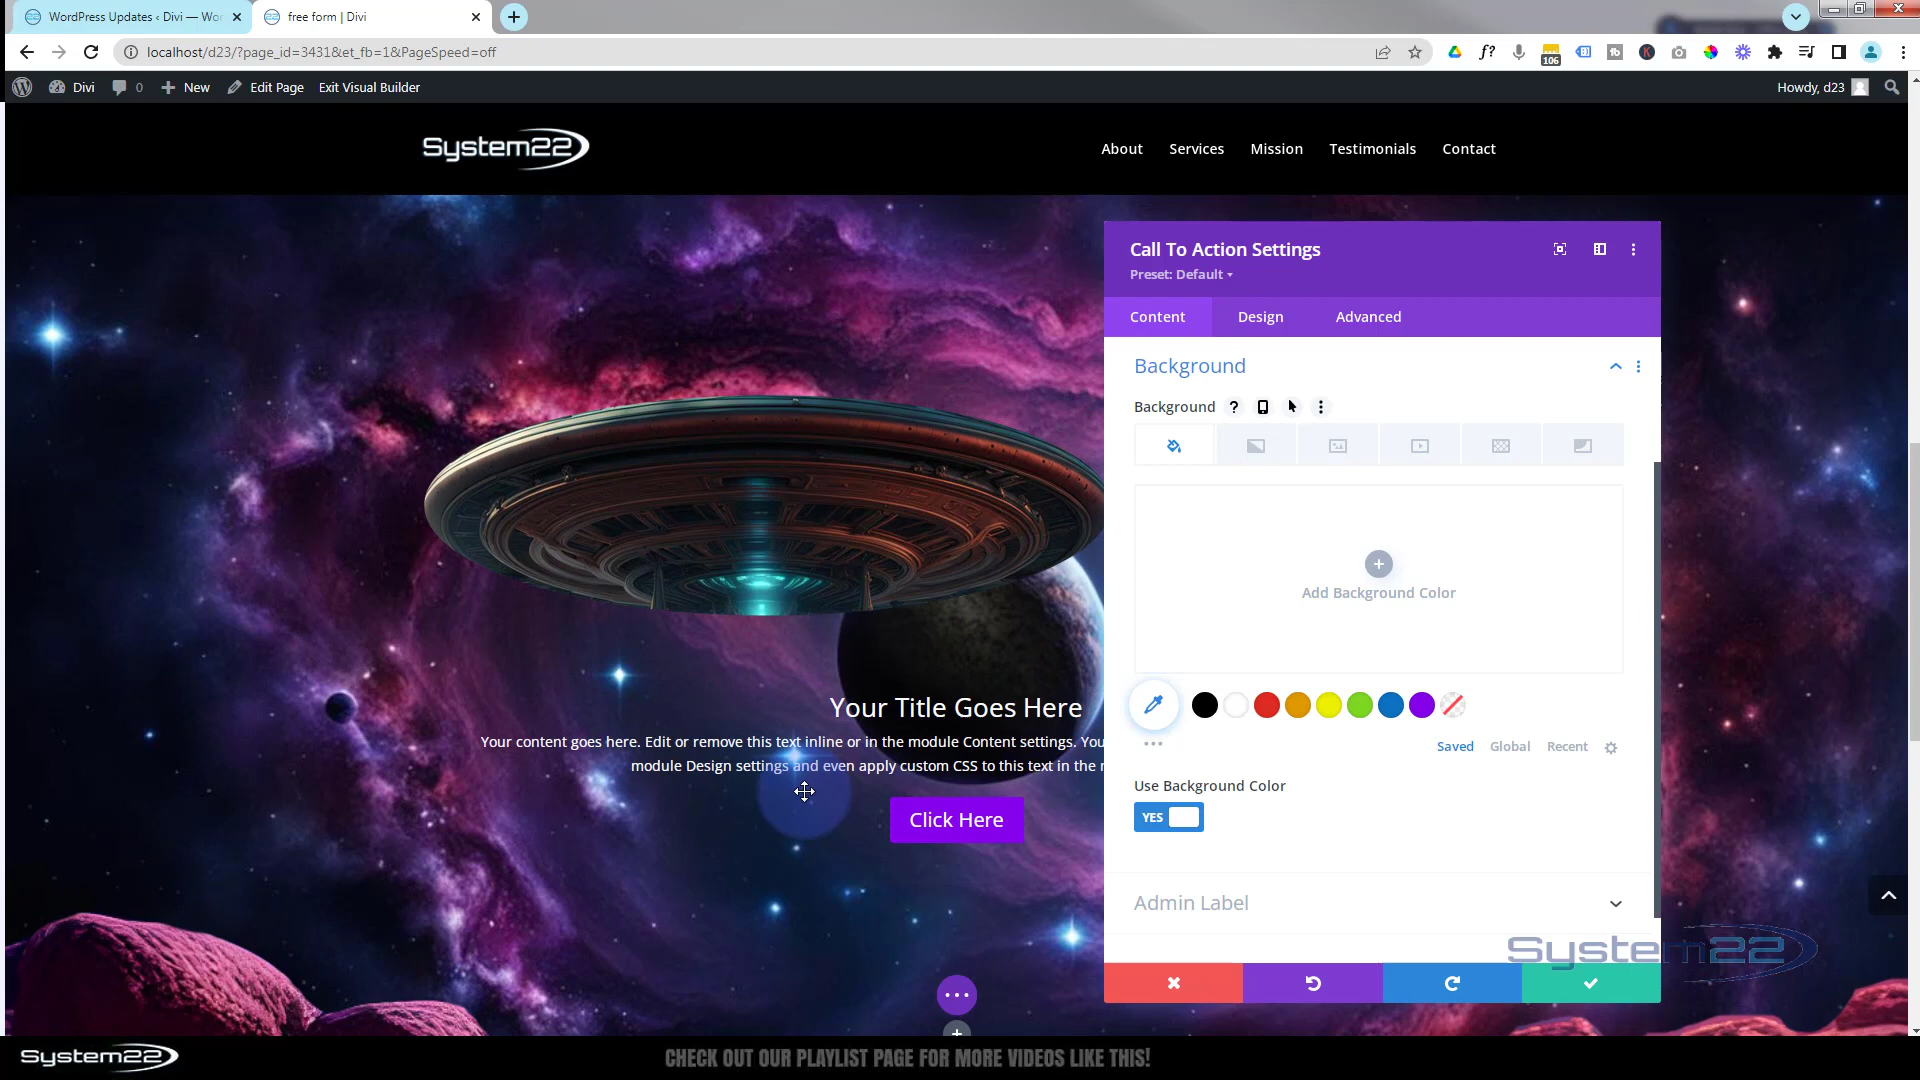 WordPress Updates ‹ Divi — Wor
free form | Divi
localhost/d23/?page_id=3431&et_fb=1&PageSpeed=off
f?
106
Divi
0
New
Edit Page
Exit Visual Builder
Howdy, d23
System22
About
Services
Mission
Testimonials
Contact
Call To Action Settings
Preset: Default
Content
Design
Advanced
Background
Background
?
Add Background Color
Saved
Global
Recent
Use Background Color
YES
Admin Label
Your Title Goes Here
Your content goes here. Edit or remove this text inline or in the module Content settings. You
module Design settings and even apply custom CSS to this text in the
Click Here
System22
System22
CHECK OUT OUR PLAYLIST PAGE FOR MORE VIDEOS LIKE THIS!